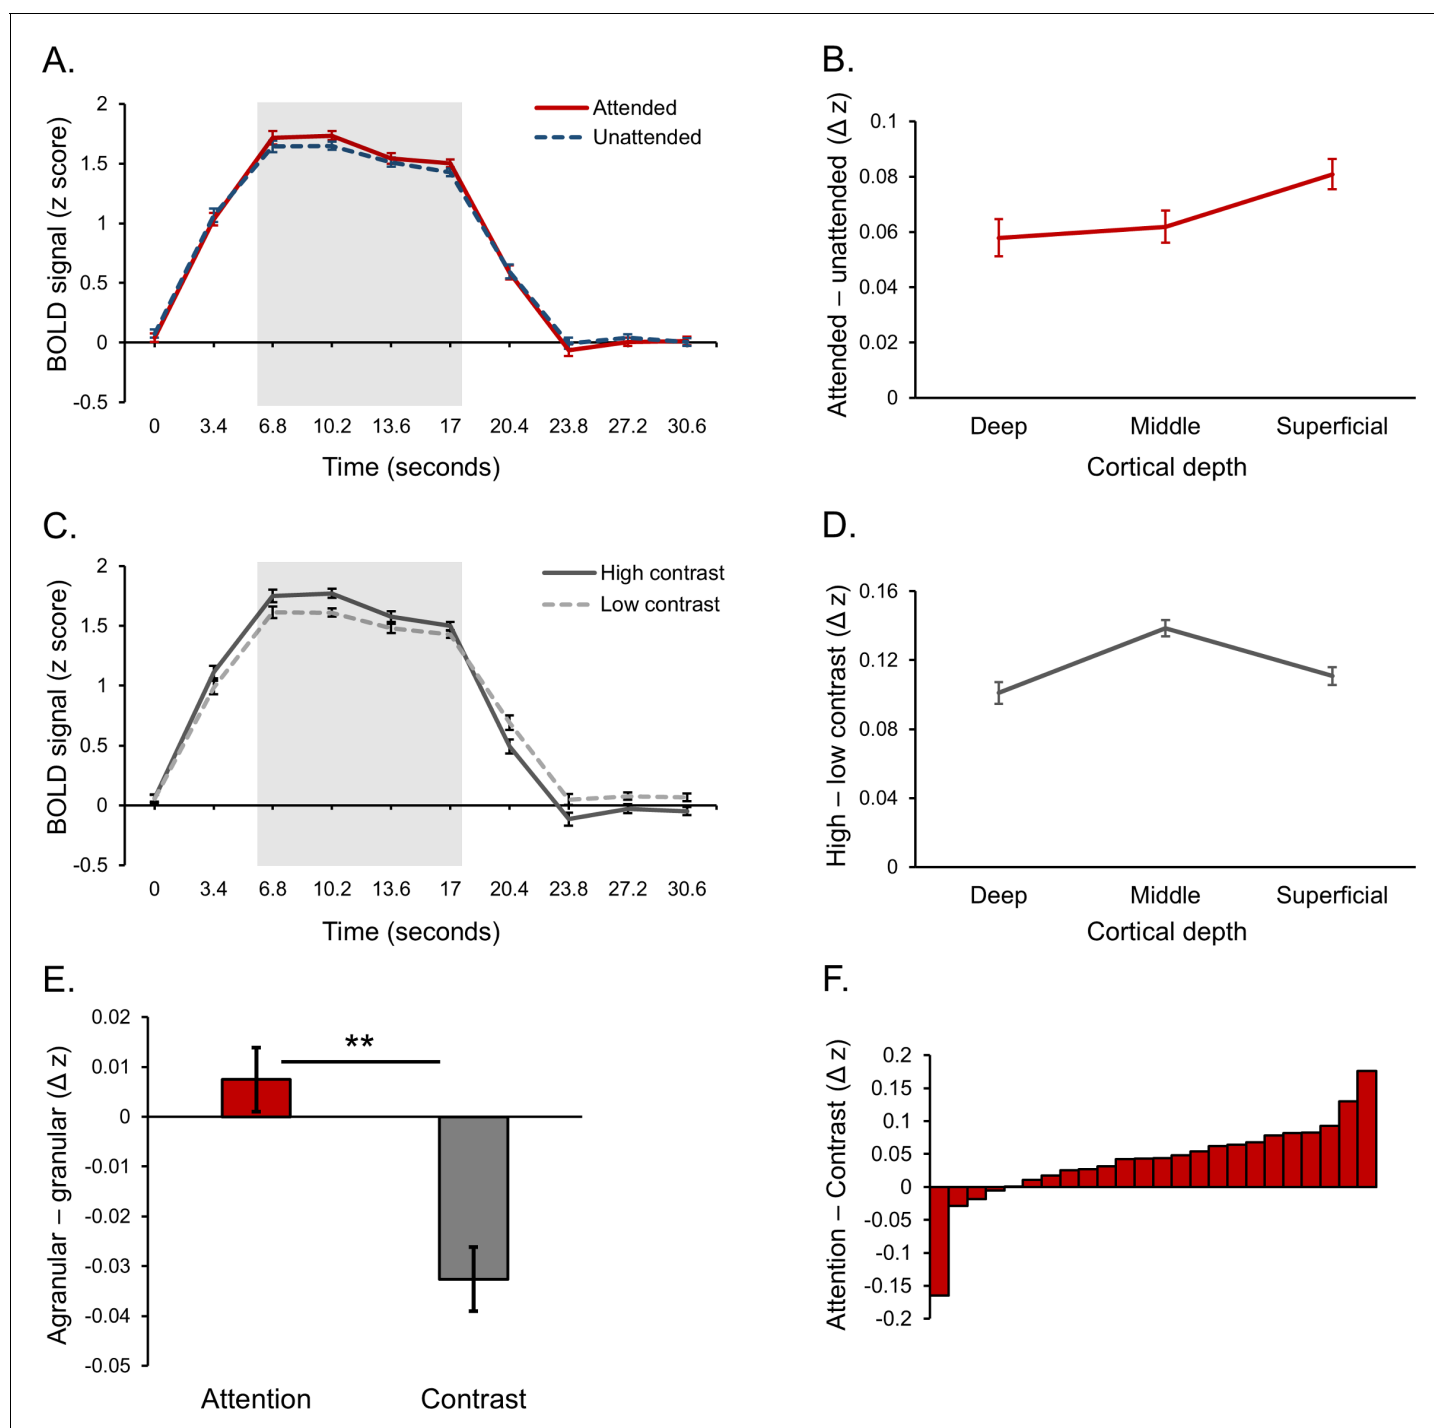 A.
BOLD signal (z score)
2
1.5
1
0.5
0
-0.5
Attended
Unattended
0 3.4 6.8 10.2 13.6 17 20.4 23.8 27.2 30.6
Time (seconds)
B.
Attended – unattended (Δ z)
0.1
0.08
0.06
0.04
0.02
0
Deep Middle Superficial
Cortical depth
C.
BOLD signal (z score)
2
1.5
1
0.5
0
-0.5
High contrast
Low contrast
0 3.4 6.8 10.2 13.6 17 20.4 23.8 27.2 30.6
Time (seconds)
D.
High – low contrast (Δ z)
0.16
0.12
0.08
0.04
0
Deep Middle Superficial
Cortical depth
E.
Agranular – granular (Δ z)
0.02
0.01
0
-0.01
-0.02
-0.03
-0.04
-0.05
**
Attention Contrast
F.
Attention – Contrast (Δ z)
0.2
0.15
0.1
0.05
0
-0.05
-0.1
-0.15
-0.2